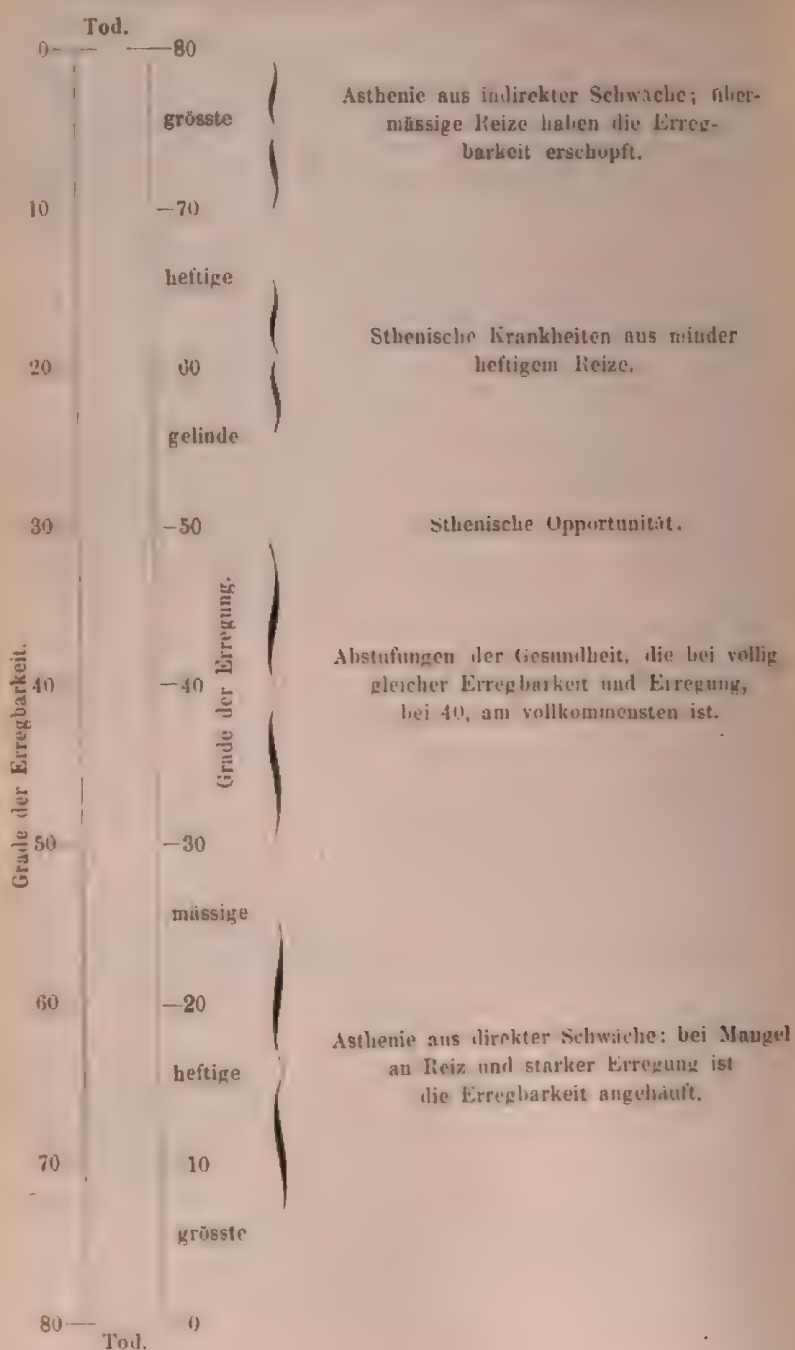 Tod.
0 80
grösste
Asthenie aus indirekter Schwäche; über-
mässige Reize haben die Erreg-
barkeit erschöpft.
10 70
heftige
Sthenische Krankheiten aus minder
heftigem Reize.
20 60
gelinde
30 50 Sthenische Opportunität.
Grade der Erregbarkeit.
Grade der Erregung.
Abstufungen der Gesundheit, die bei völlig
gleicher Erregbarkeit und Erregung,
bei 40, am vollkommensten ist.
40 40
50 30
mässige
60 20
Asthenie aus direkter Schwäche: bei Mangel
an Reiz und starker Erregung ist
die Erregbarkeit angehäuft.
heftige
70 10
grösste
80 0
Tod.